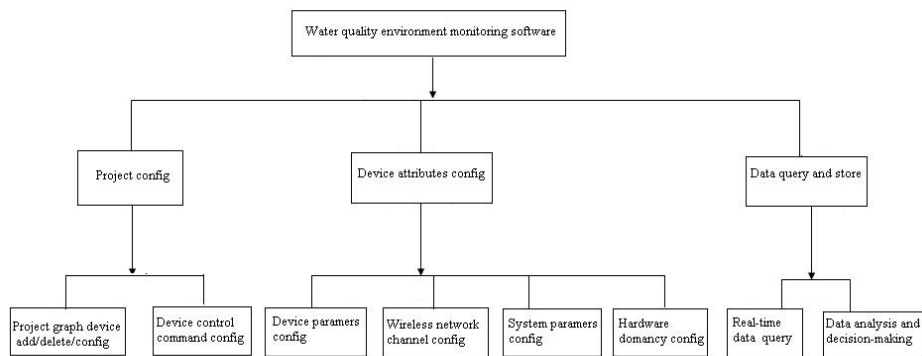 Water quality environment monitoring software
Project config
Device attributes config
Data query and store
Project graph device
add/delete/config
Device control
command config
Device paramers
config
Wireless network
channel config
System paramers
config
Hardware
domancy config
Real-time
data query
Data analysis and
decision-making